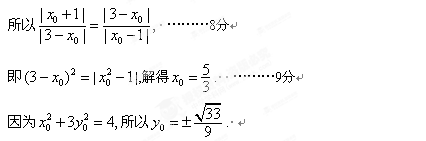 所以 |x₀+1|/|3−x₀| = |3−x₀|/|x₀−1|, ………8分
即 (3−x₀)² = |x₀²−1|,解得 x₀ = 5/3. ………9分
因为 x₀²+3y₀² = 4, 所以 y₀ = ±√33/9.